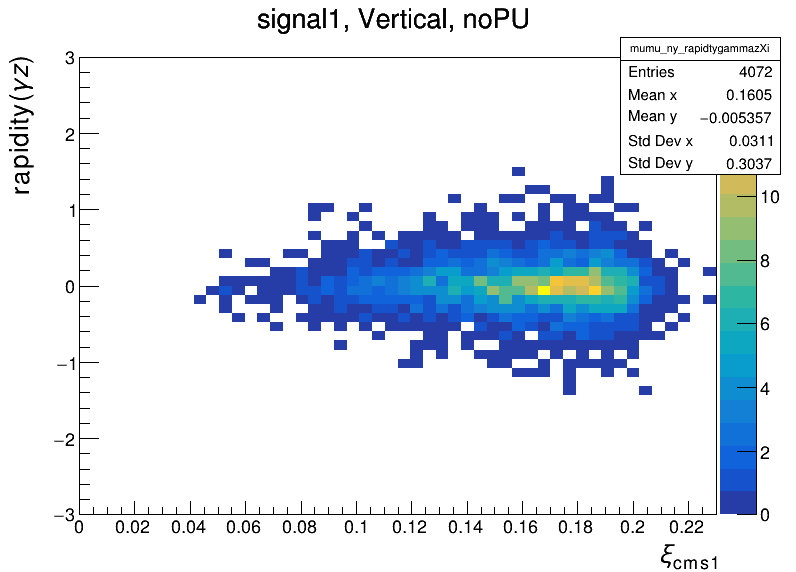 signal1, Vertical, noPU
mumu_ny_rapidtygammazXi
Entries 4072
Mean x 0.1605
Mean y −0.005357
Std Dev x 0.0311
Std Dev y 0.3037
rapidity(γz)
3
2
1
0
−1
−2
−3
10
8
6
4
2
0
0 0.02 0.04 0.06 0.08 0.1 0.12 0.14 0.16 0.18 0.2 0.22
ξcms1